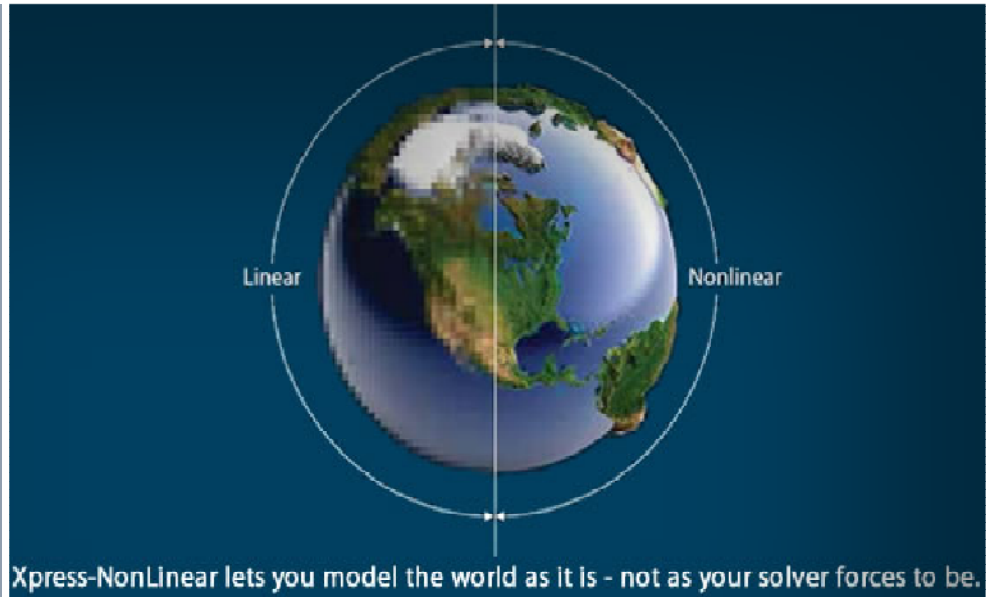 Linear
Nonlinear
Xpress-NonLinear lets you model the world as it is - not as your solver forces to be.